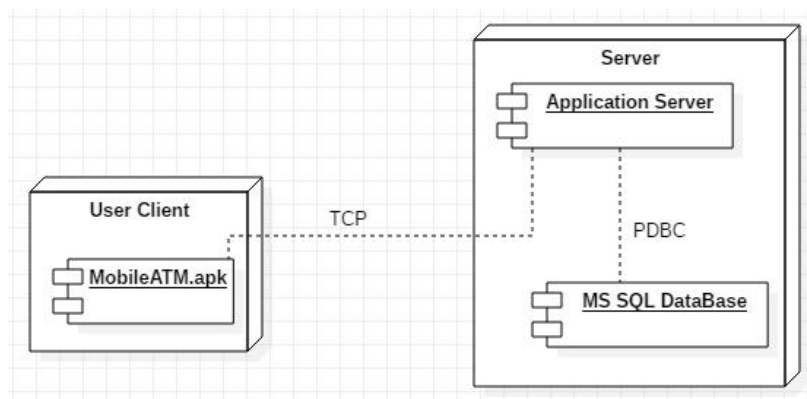 Server
Application Server
User Client
TCP
PDBC
MobileATM.apk
MS SQL DataBase